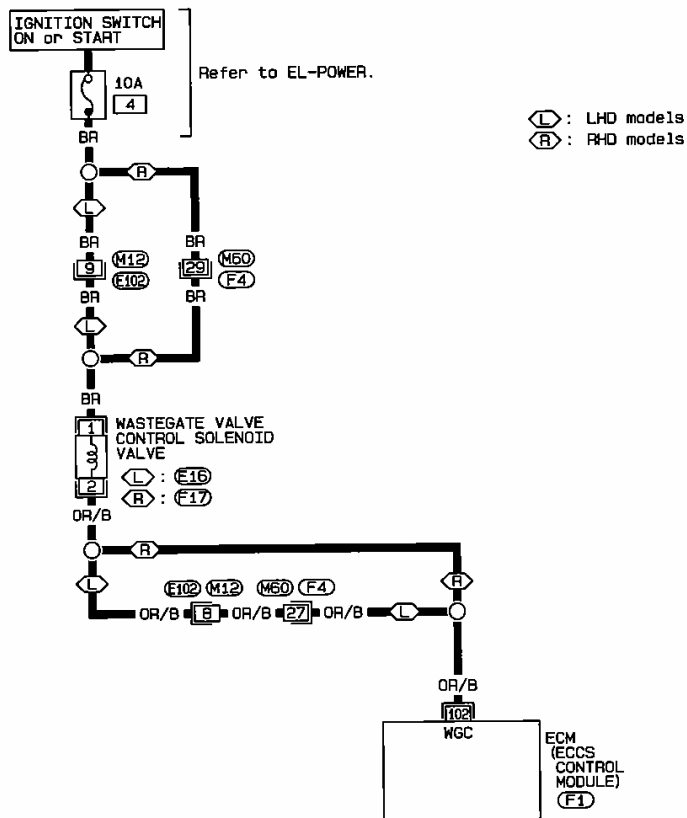 IGNITION SWITCH
ON or START
Refer to EL-POWER.
10A
4
BR
L : LHD models
R : RHD models
R
L
BR
BR
9
M12
E102
29
M60
F4
BR
BR
L
R
BR
1
WASTEGATE VALVE
CONTROL SOLENOID
VALVE
2
L : E16
R : F17
OR/B
R
L
R
E102 M12 M60 F4
OR/B 8 OR/B 27 OR/B L
OR/B
102
WGC
ECM
(ECCS
CONTROL
MODULE)
F1